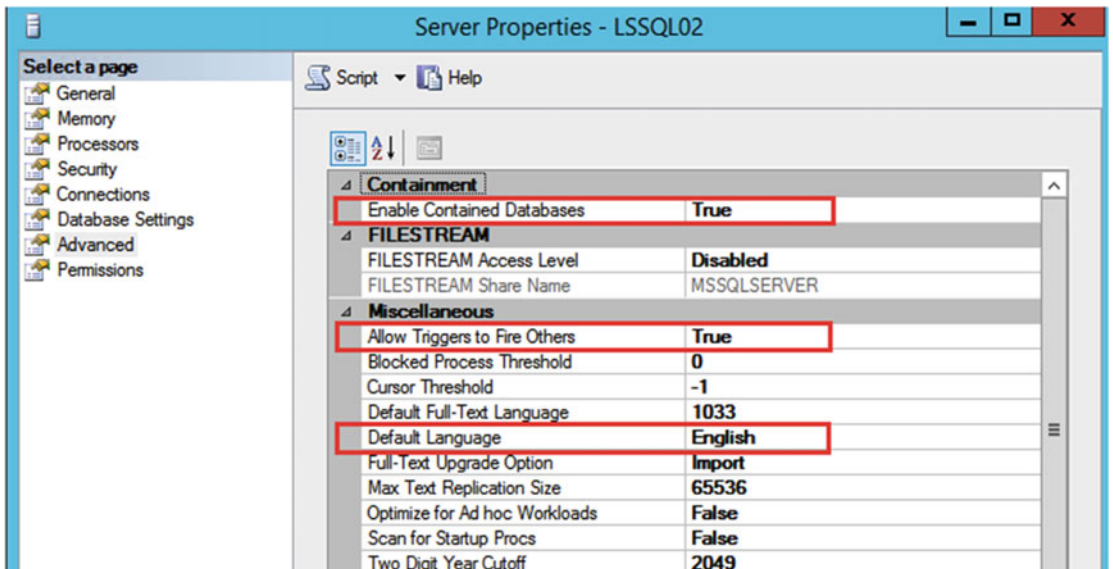 Server Properties - LSSQL02
Select a page
General
Memory
Processors
Security
Connections
Database Settings
Advanced
Permissions
Script Help
Containment
Enable Contained Databases True
FILESTREAM
FILESTREAM Access Level Disabled
FILESTREAM Share Name MSSQLSERVER
Miscellaneous
Allow Triggers to Fire Others True
Blocked Process Threshold 0
Cursor Threshold -1
Default Full-Text Language 1033
Default Language English
Full-Text Upgrade Option Import
Max Text Replication Size 65536
Optimize for Ad hoc Workloads False
Scan for Startup Procs False
Two Digit Year Cutoff 2049